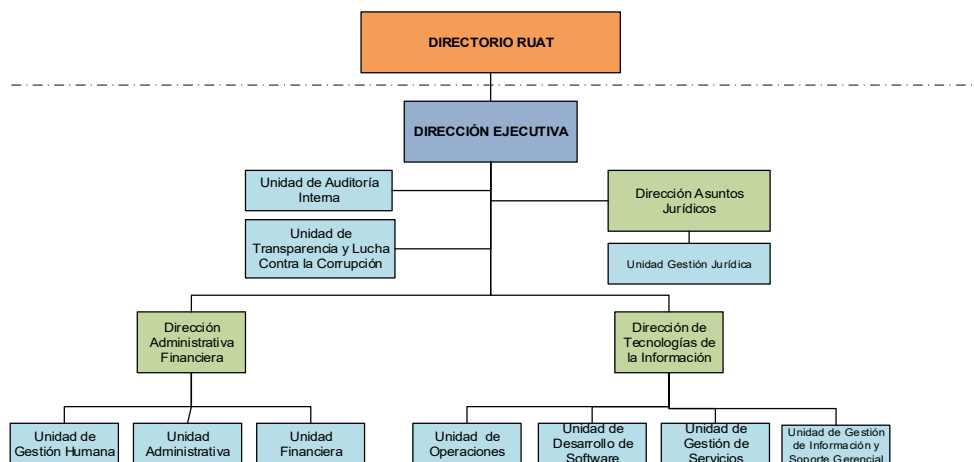 DIRECTORIO RUAT
DIRECCIÓN EJECUTIVA
Unidad de Auditoría
Interna
Dirección Asuntos
Jurídicos
Unidad de
Transparencia y Lucha
Contra la Corrupción
Unidad Gestión Jurídica
Dirección
Administrativa
Financiera
Dirección de
Tecnologías de
la Información
Unidad de
Gestión Humana
Unidad
Administrativa
Unidad
Financiera
Unidad de
Operaciones
Unidad de
Desarrollo de
Software
Unidad de
Gestión de
Servicios
Unidad de Gestión
de Información y
Soporte Gerencial